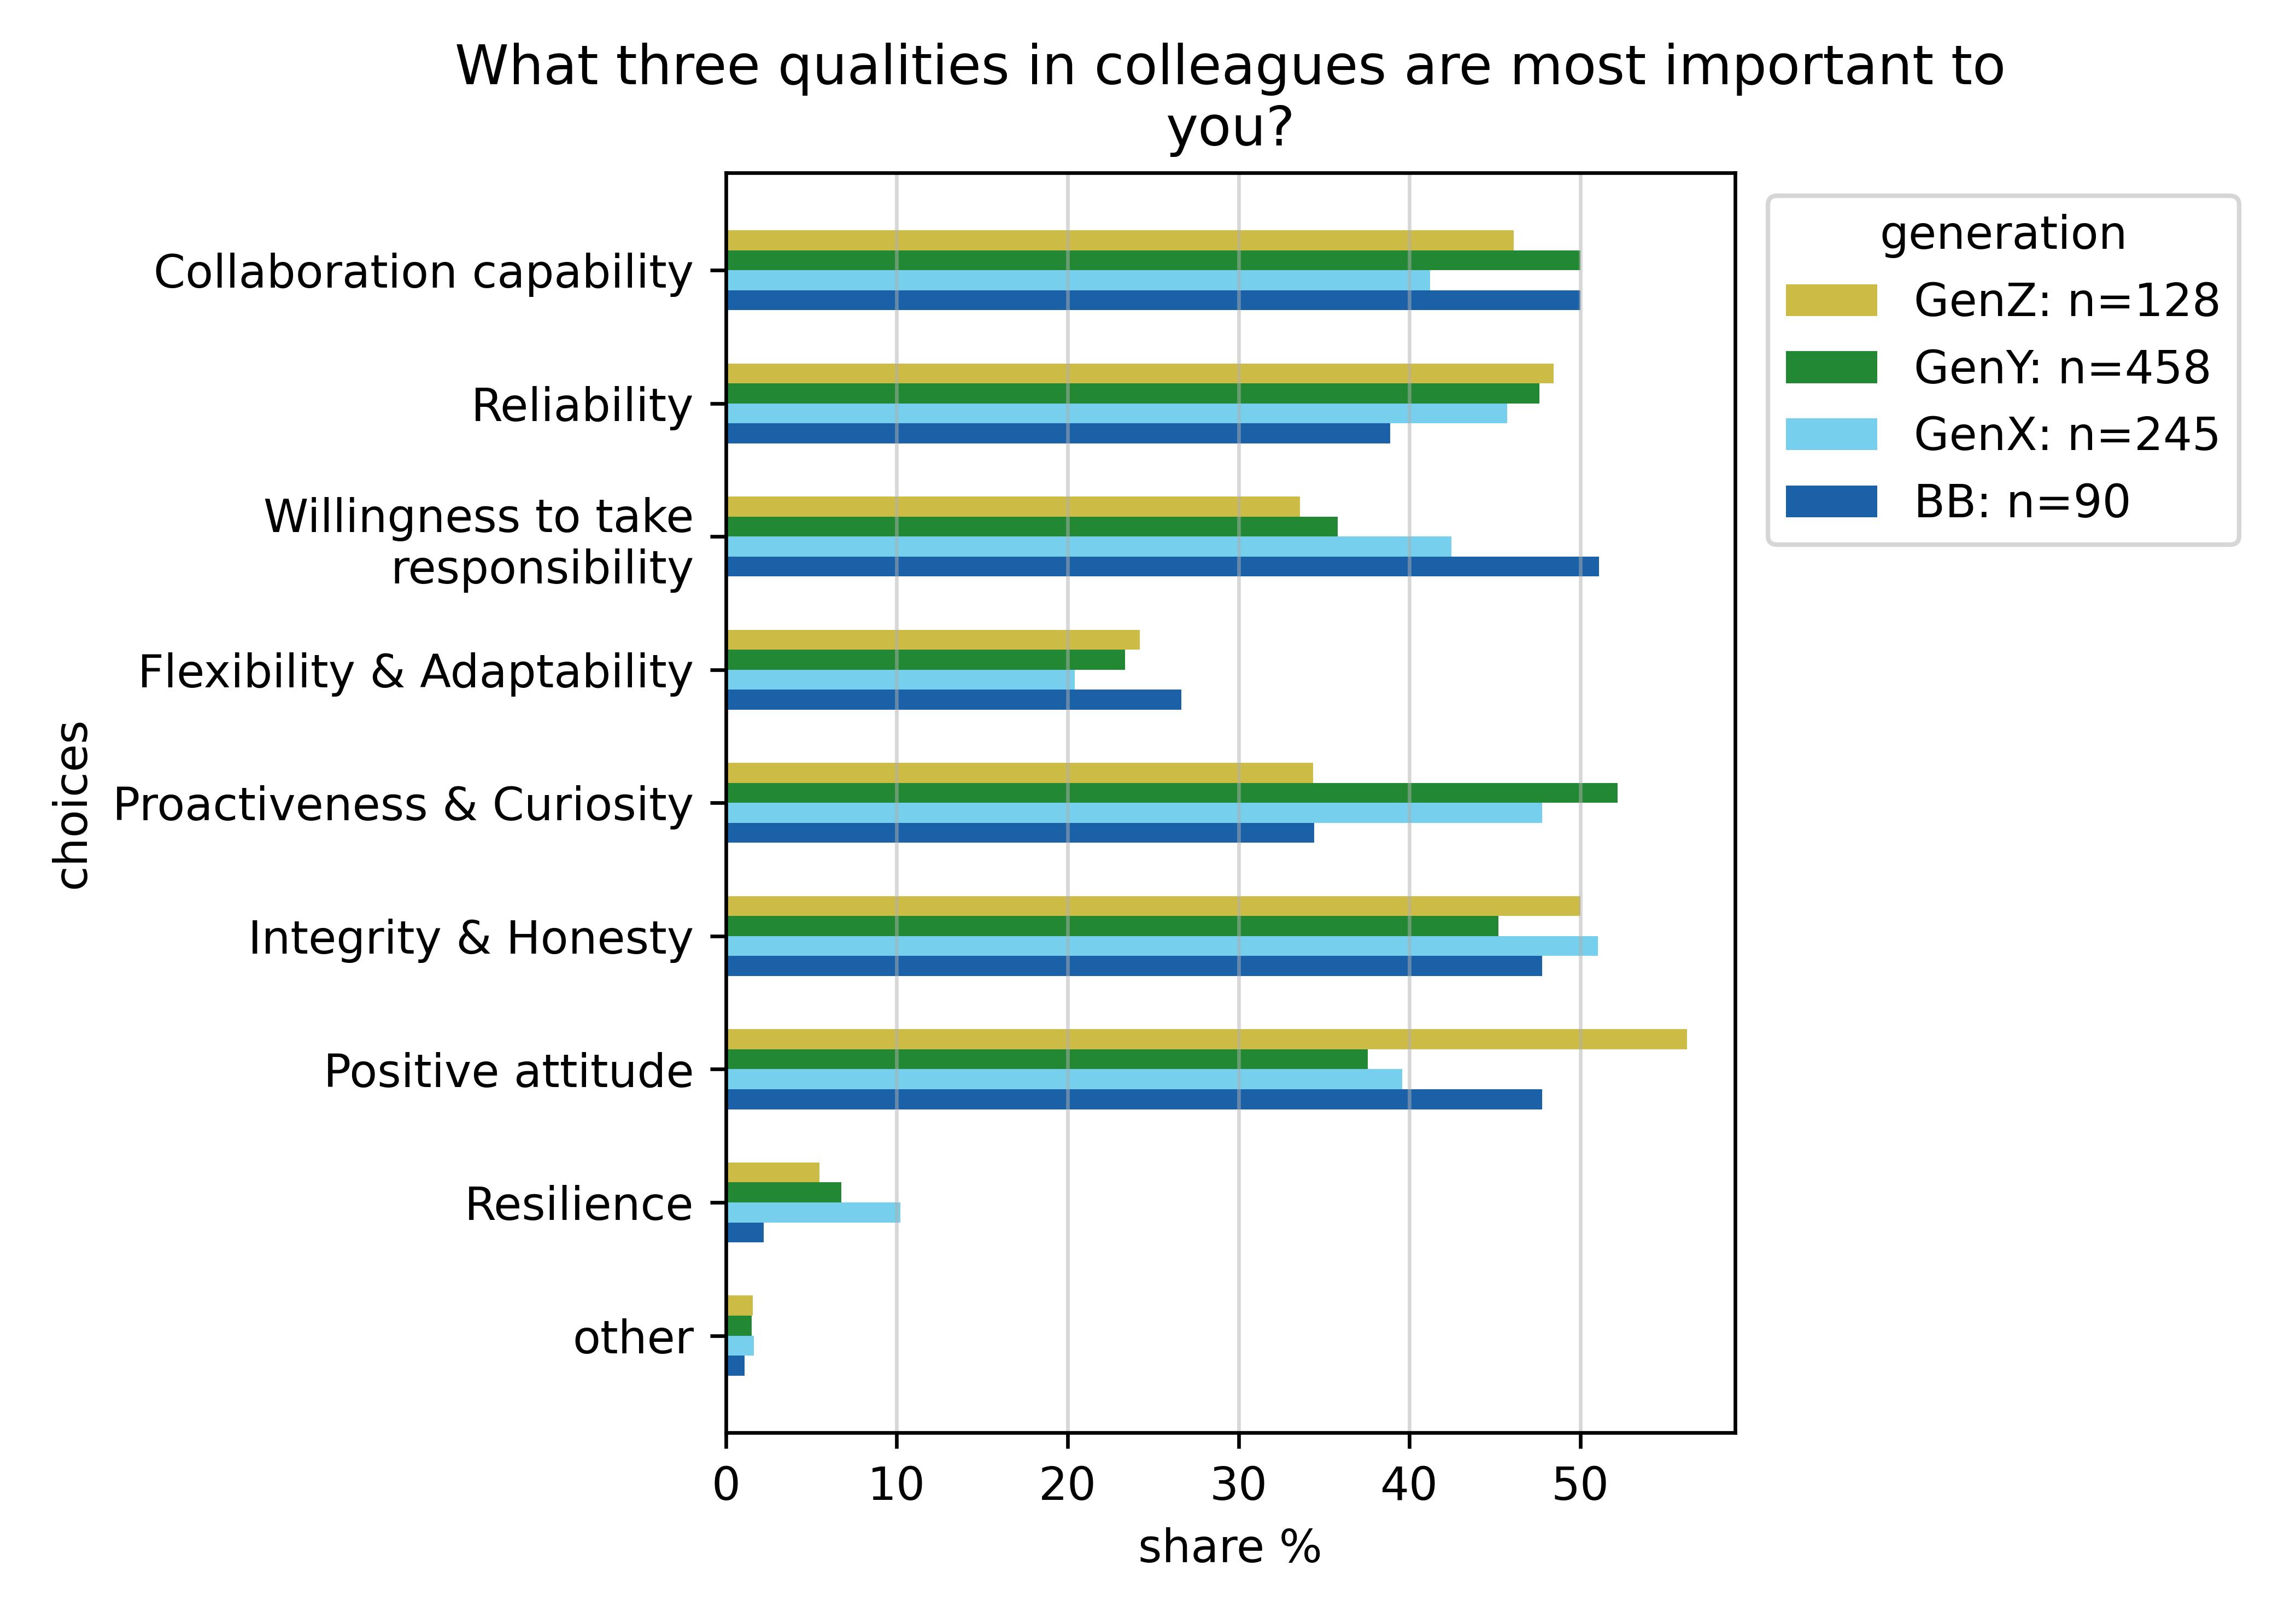 What three qualities in colleagues are most important to
you?
generation
GenZ: n=128
GenY: n=458
GenX: n=245
BB: n=90
choices
Collaboration capability
Reliability
Willingness to take
responsibility
Flexibility & Adaptability
Proactiveness & Curiosity
Integrity & Honesty
Positive attitude
Resilience
other
0 10 20 30 40 50
share %